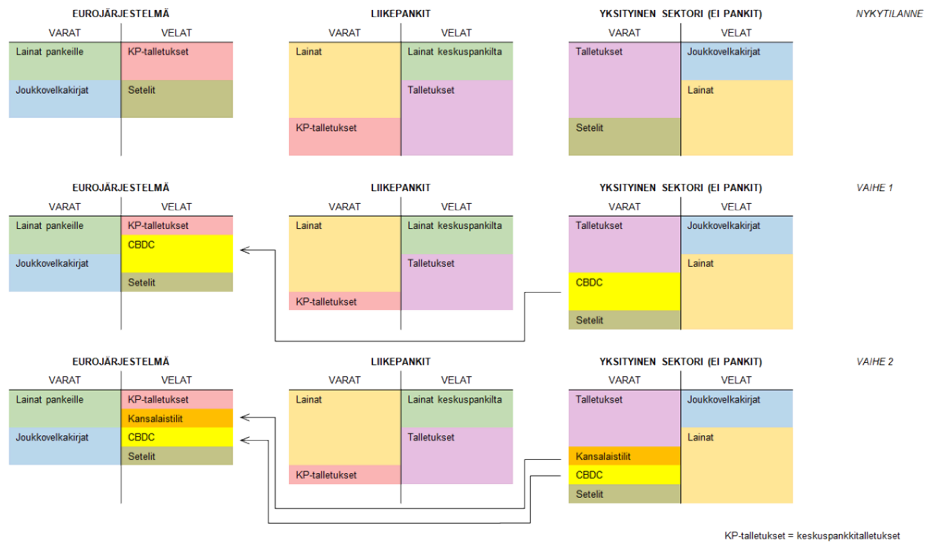 EUROJÄRJESTELMÄ LIIKEPANKIT YKSITYINEN SEKTORI (EI PANKIT) NYKYTILANNE
VARAT VELAT VARAT VELAT VARAT VELAT
Lainat pankeille KP-talletukset Lainat Lainat keskuspankilta Talletukset Joukkovelkakirjat
Joukkovelkakirjat Setelit Talletukset Lainat
KP-talletukset Setelit
EUROJÄRJESTELMÄ LIIKEPANKIT YKSITYINEN SEKTORI (EI PANKIT) VAIHE 1
VARAT VELAT VARAT VELAT VARAT VELAT
Lainat pankeille KP-talletukset Lainat Lainat keskuspankilta Talletukset Joukkovelkakirjat
CBDC
Joukkovelkakirjat Talletukset Lainat
Setelit CBDC
KP-talletukset
Setelit
EUROJÄRJESTELMÄ LIIKEPANKIT YKSITYINEN SEKTORI (EI PANKIT) VAIHE 2
VARAT VELAT VARAT VELAT VARAT VELAT
Lainat pankeille KP-talletukset Lainat Lainat keskuspankilta Talletukset Joukkovelkakirjat
Kansalaistilit
Joukkovelkakirjat CBDC Talletukset Lainat
Setelit Kansalaistilit
KP-talletukset CBDC
Setelit
KP-talletukset = keskuspankkitalletukset